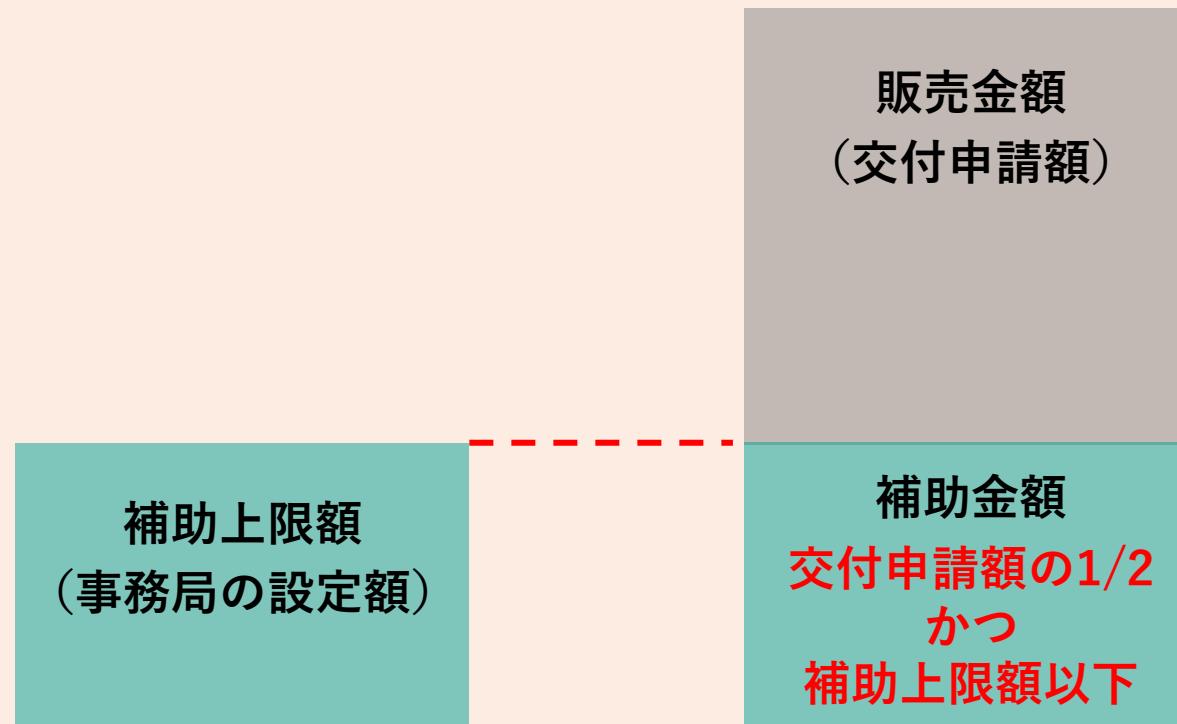 販売金額
（交付申請額）
補助上限額
（事務局の設定額）
補助金額
交付申請額の1/2
かつ
補助上限額以下